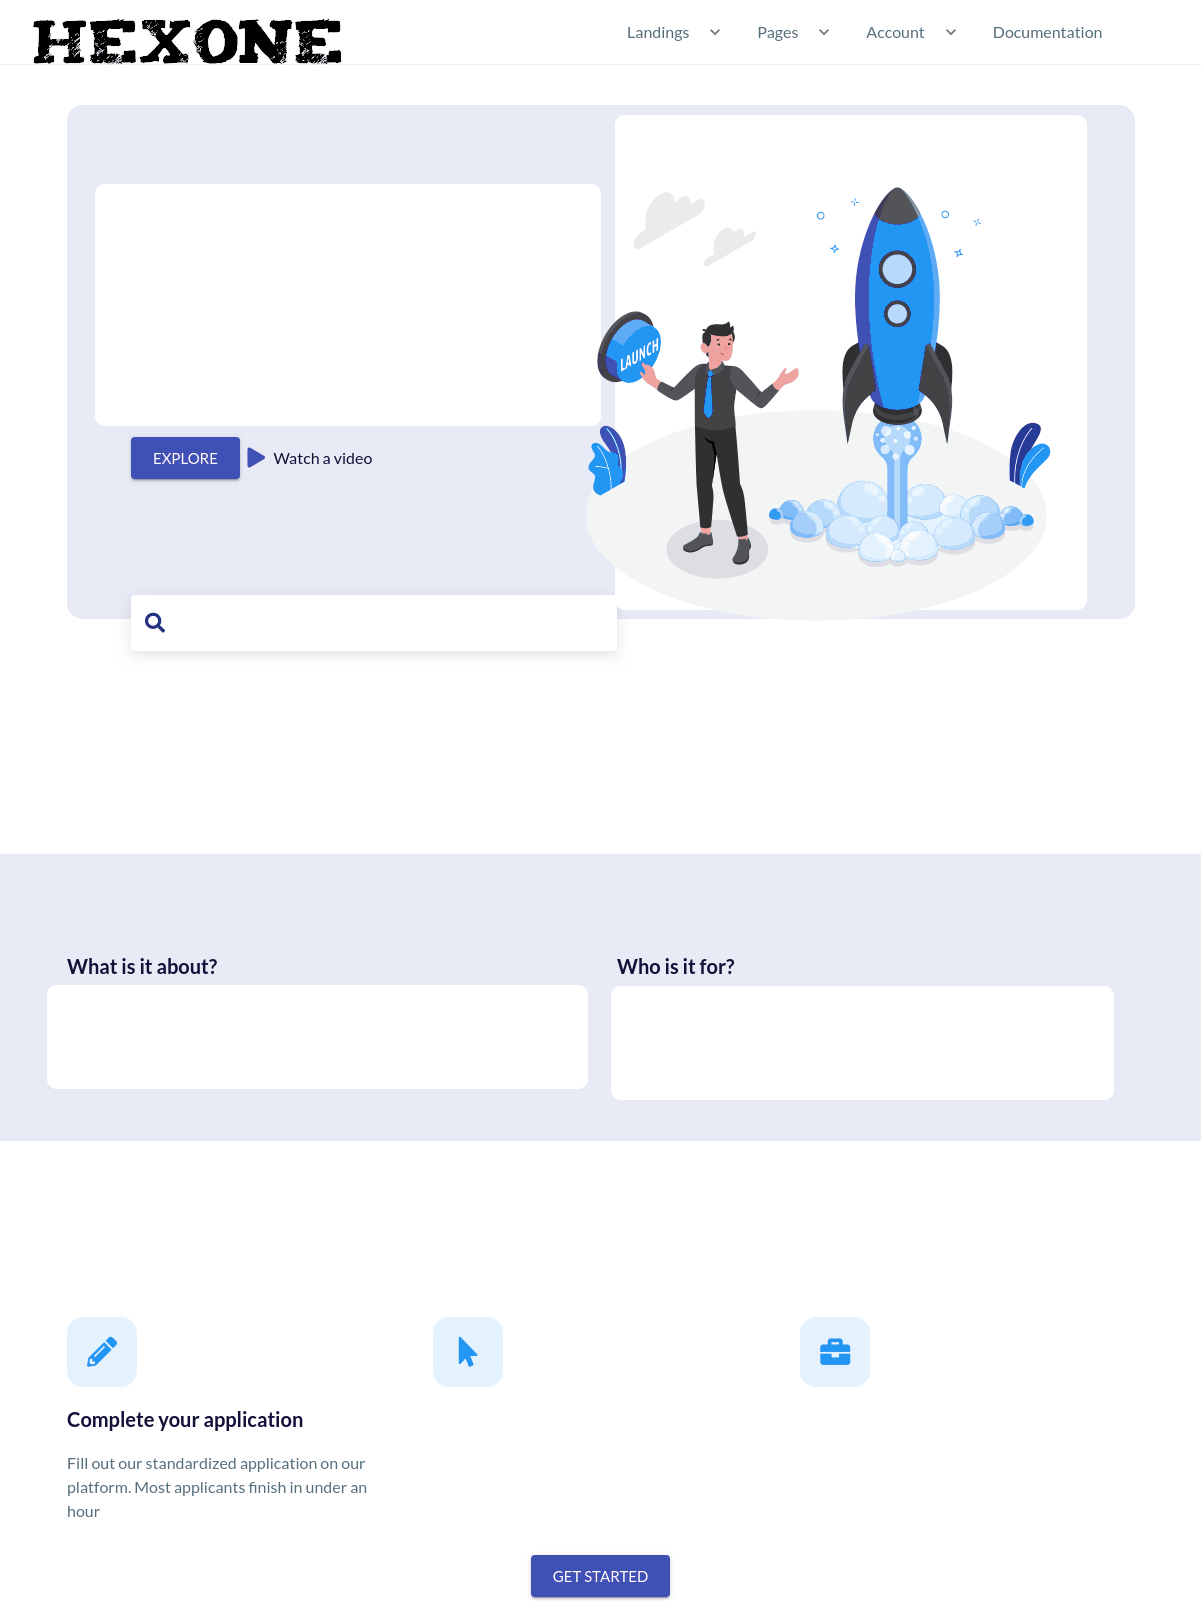 HEXONE
Landings
Pages
Account
Documentation
LAUNCH
EXPLORE
Watch a video
What is it about?
Who is it for?
Complete your application
Fill out our standardized application on our
platform. Most applicants finish in under an
hour
GET STARTED